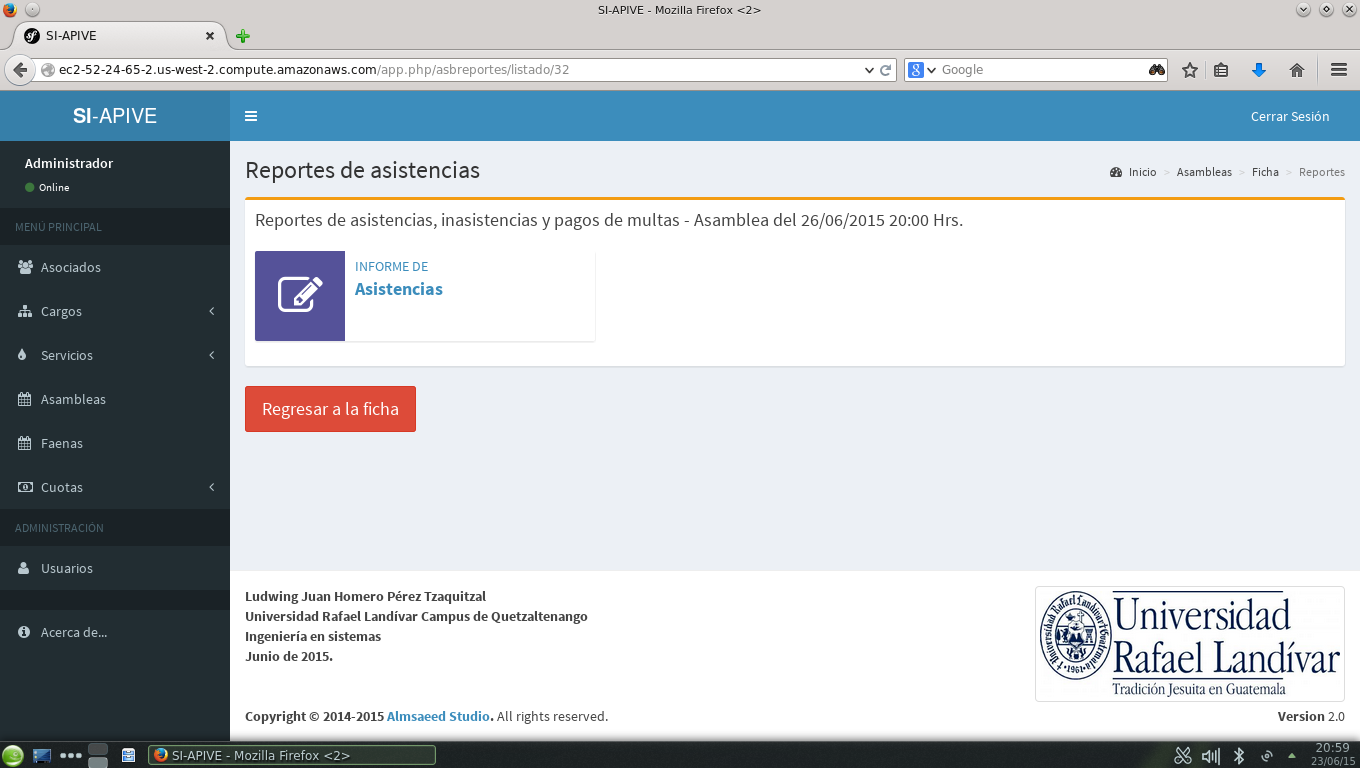 SI-APIVE - Mozilla Firefox <2>
SI-APIVE
ec2-52-24-65-2.us-west-2.compute.amazonaws.com/app.php/asbreportes/listado/32
Google
SI-APIVE
Cerrar Sesión
Administrador
Online
MENÚ PRINCIPAL
Asociados
Cargos
Servicios
Asambleas
Faenas
Cuotas
ADMINISTRACIÓN
Usuarios
Acerca de...
Reportes de asistencias
Inicio > Asambleas > Ficha > Reportes
Reportes de asistencias, inasistencias y pagos de multas - Asamblea del 26/06/2015 20:00 Hrs.
INFORME DE
Asistencias
Regresar a la ficha
Ludwing Juan Homero Pérez Tzaquitzal
Universidad Rafael Landívar Campus de Quetzaltenango
Ingeniería en sistemas
Junio de 2015.
Universidad
Rafael Landívar
Tradición Jesuita en Guatemala
Copyright © 2014-2015 Almsaeed Studio. All rights reserved.
Version 2.0
SI-APIVE - Mozilla Firefox <2>
20:59
23/06/15